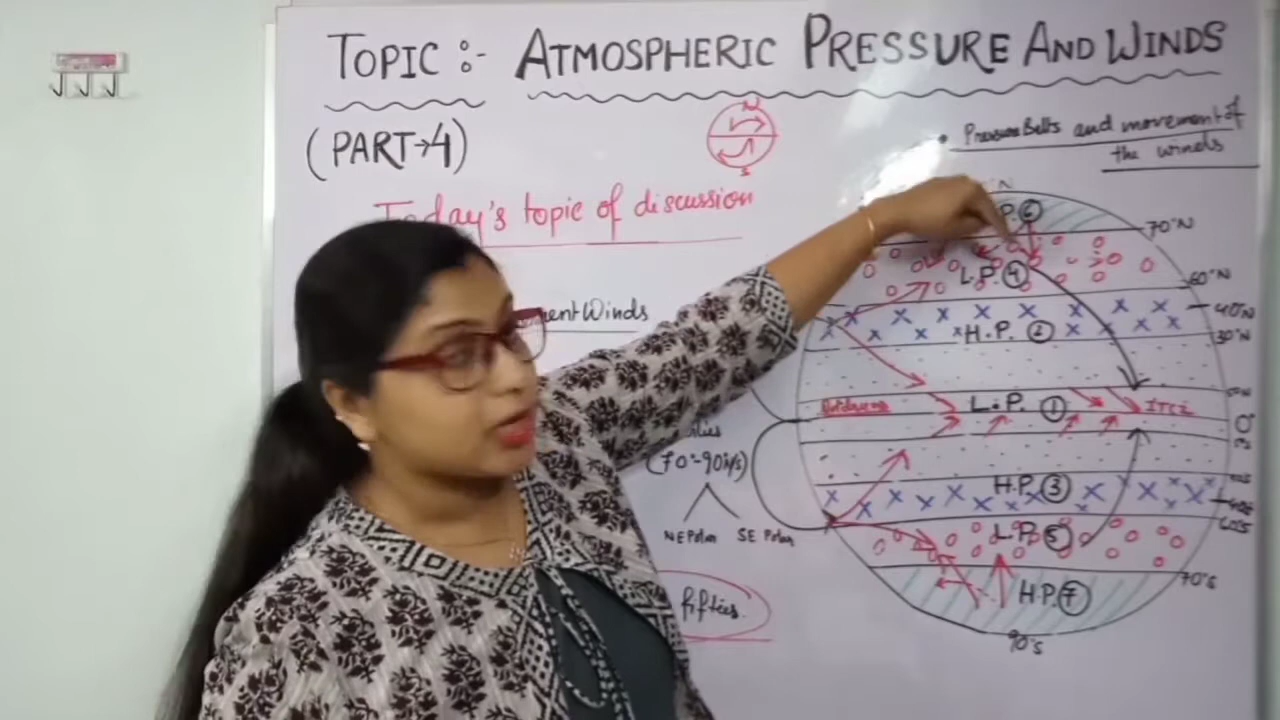 TOPIC :- ATMOSPHERIC PRESSURE AND WINDS
(PART→4)
N
S
Today's topic of discussion
• Pressure Belts and movement of
the winds
Winds
(70°-90°N/S)
NE Polar SE Polar
fifties.
P. 6
70°N
L.P. 4
60°N
40°N
H.P. 2
30°N
Doldrums
L.P. 1
ITCZ
0°
H.P. 3
L.P. 5
60°S
70°S
H.P. 7
90°S